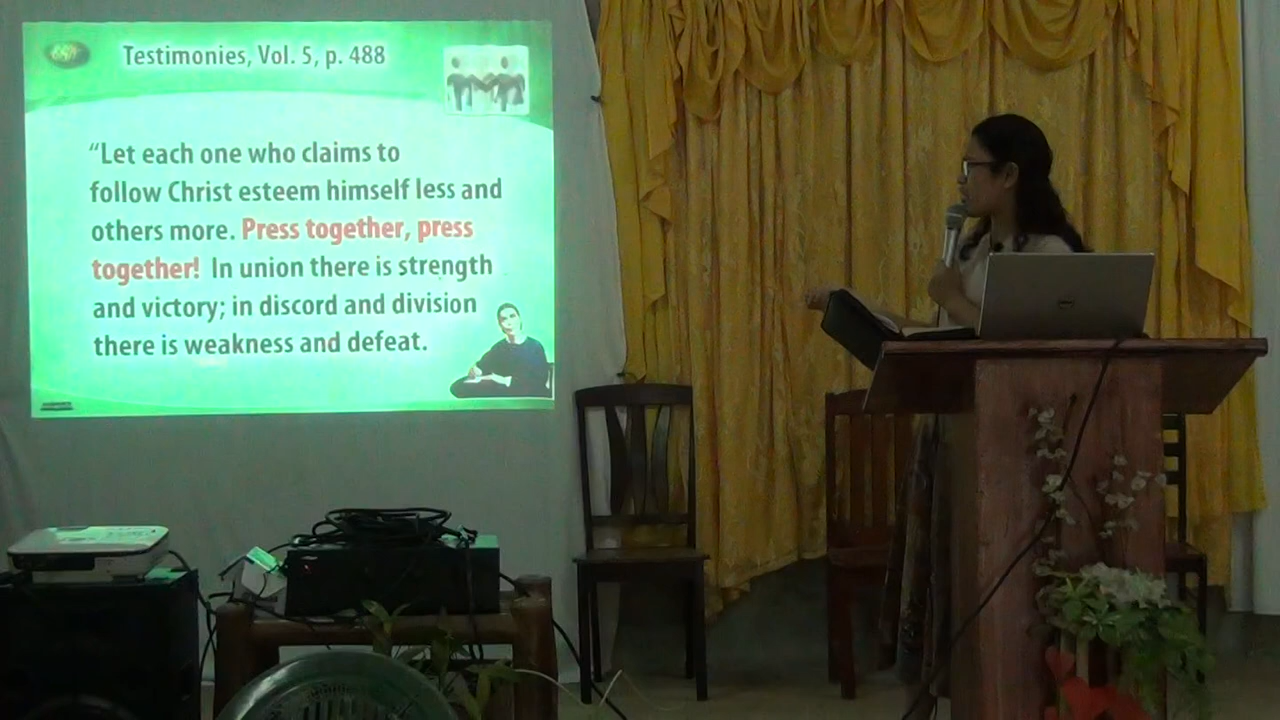 Testimonies, Vol. 5, p. 488
“Let each one who claims to
follow Christ esteem himself less and
others more. Press together, press
together! In union there is strength
and victory; in discord and division
there is weakness and defeat.